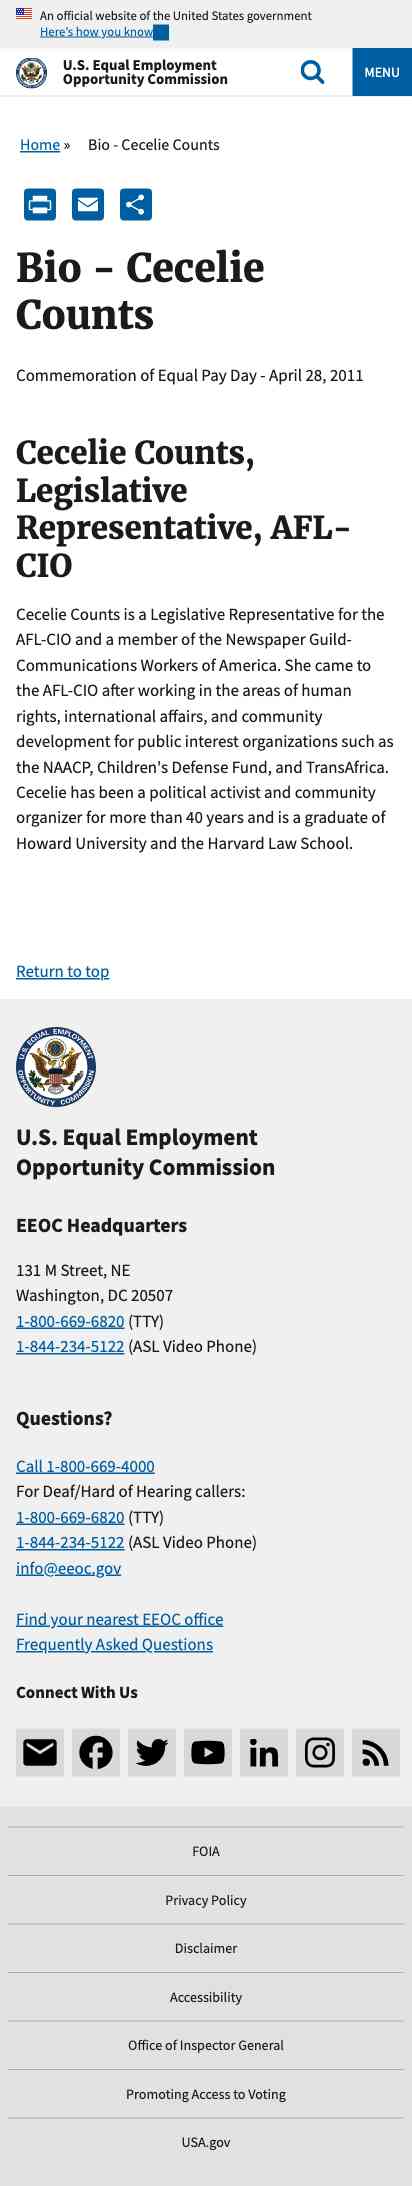 An official website of the United States government
Here's how you know
U.S. Equal Employment
Opportunity Commission
MENU
Home » Bio - Cecelie Counts
Bio - Cecelie
Counts
Commemoration of Equal Pay Day - April 28, 2011
Cecelie Counts,
Legislative
Representative, AFL-
CIO
Cecelie Counts is a Legislative Representative for the
AFL-CIO and a member of the Newspaper Guild-
Communications Workers of America. She came to
the AFL-CIO after working in the areas of human
rights, international affairs, and community
development for public interest organizations such as
the NAACP, Children's Defense Fund, and TransAfrica.
Cecelie has been a political activist and community
organizer for more than 40 years and is a graduate of
Howard University and the Harvard Law School.
Return to top
U.S. EQUAL EMPLOYMENT
OPPORTUNITY COMMISSION
U.S. Equal Employment
Opportunity Commission
EEOC Headquarters
131 M Street, NE
Washington, DC 20507
1-800-669-6820 (TTY)
1-844-234-5122 (ASL Video Phone)
Questions?
Call 1-800-669-4000
For Deaf/Hard of Hearing callers:
1-800-669-6820 (TTY)
1-844-234-5122 (ASL Video Phone)
info@eeoc.gov
Find your nearest EEOC office
Frequently Asked Questions
Connect With Us
FOIA
Privacy Policy
Disclaimer
Accessibility
Office of Inspector General
Promoting Access to Voting
USA.gov